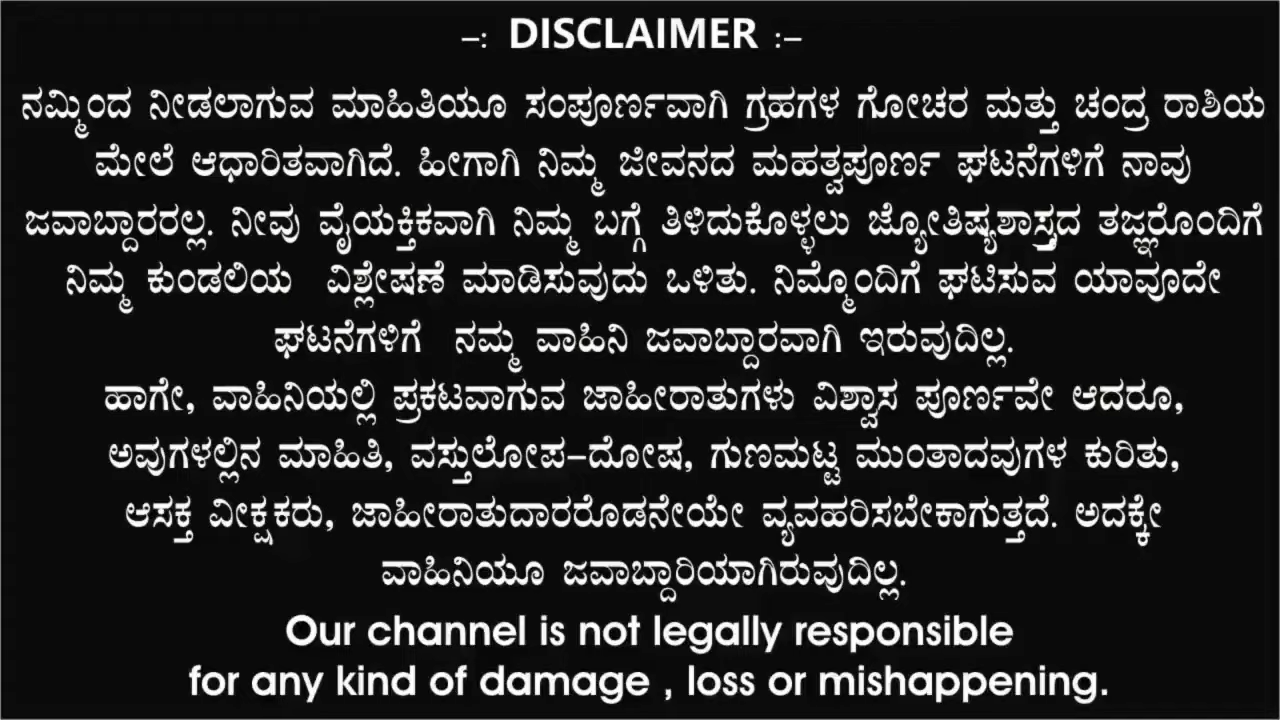 –: DISCLAIMER :–
ನಮ್ಮಿಂದ ನೀಡಲಾಗುವ ಮಾಹಿತಿಯೂ ಸಂಪೂರ್ಣವಾಗಿ ಗ್ರಹಗಳ ಗೋಚರ ಮತ್ತು ಚಂದ್ರ ರಾಶಿಯ
ಮೇಲೆ ಆಧಾರಿತವಾಗಿದೆ. ಹೀಗಾಗಿ ನಿಮ್ಮ ಜೀವನದ ಮಹತ್ವಪೂರ್ಣ ಘಟನೆಗಳಿಗೆ ನಾವು
ಜವಾಬ್ದಾರರಲ್ಲ. ನೀವು ವೈಯಕ್ತಿಕವಾಗಿ ನಿಮ್ಮ ಬಗ್ಗೆ ತಿಳಿದುಕೊಳ್ಳಲು ಜ್ಯೋತಿಷ್ಯಶಾಸ್ತ್ರದ ತಜ್ಞರೊಂದಿಗೆ
ನಿಮ್ಮ ಕುಂಡಲಿಯ ವಿಶ್ಲೇಷಣೆ ಮಾಡಿಸುವುದು ಒಳಿತು. ನಿಮ್ಮೊಂದಿಗೆ ಘಟಿಸುವ ಯಾವೂದೇ
ಘಟನೆಗಳಿಗೆ ನಮ್ಮ ವಾಹಿನಿ ಜವಾಬ್ದಾರವಾಗಿ ಇರುವುದಿಲ್ಲ.
ಹಾಗೇ, ವಾಹಿನಿಯಲ್ಲಿ ಪ್ರಕಟವಾಗುವ ಜಾಹೀರಾತುಗಳು ವಿಶ್ವಾಸ ಪೂರ್ಣವೇ ಆದರೂ,
ಅವುಗಳಲ್ಲಿನ ಮಾಹಿತಿ, ವಸ್ತುಲೋಪ–ದೋಷ, ಗುಣಮಟ್ಟ ಮುಂತಾದವುಗಳ ಕುರಿತು,
ಆಸಕ್ತ ವೀಕ್ಷಕರು, ಜಾಹೀರಾತುದಾರರೊಡನೇಯೇ ವ್ಯವಹರಿಸಬೇಕಾಗುತ್ತದೆ. ಅದಕ್ಕೇ
ವಾಹಿನಿಯೂ ಜವಾಬ್ದಾರಿಯಾಗಿರುವುದಿಲ್ಲ.
Our channel is not legally responsible
for any kind of damage , loss or mishappening.